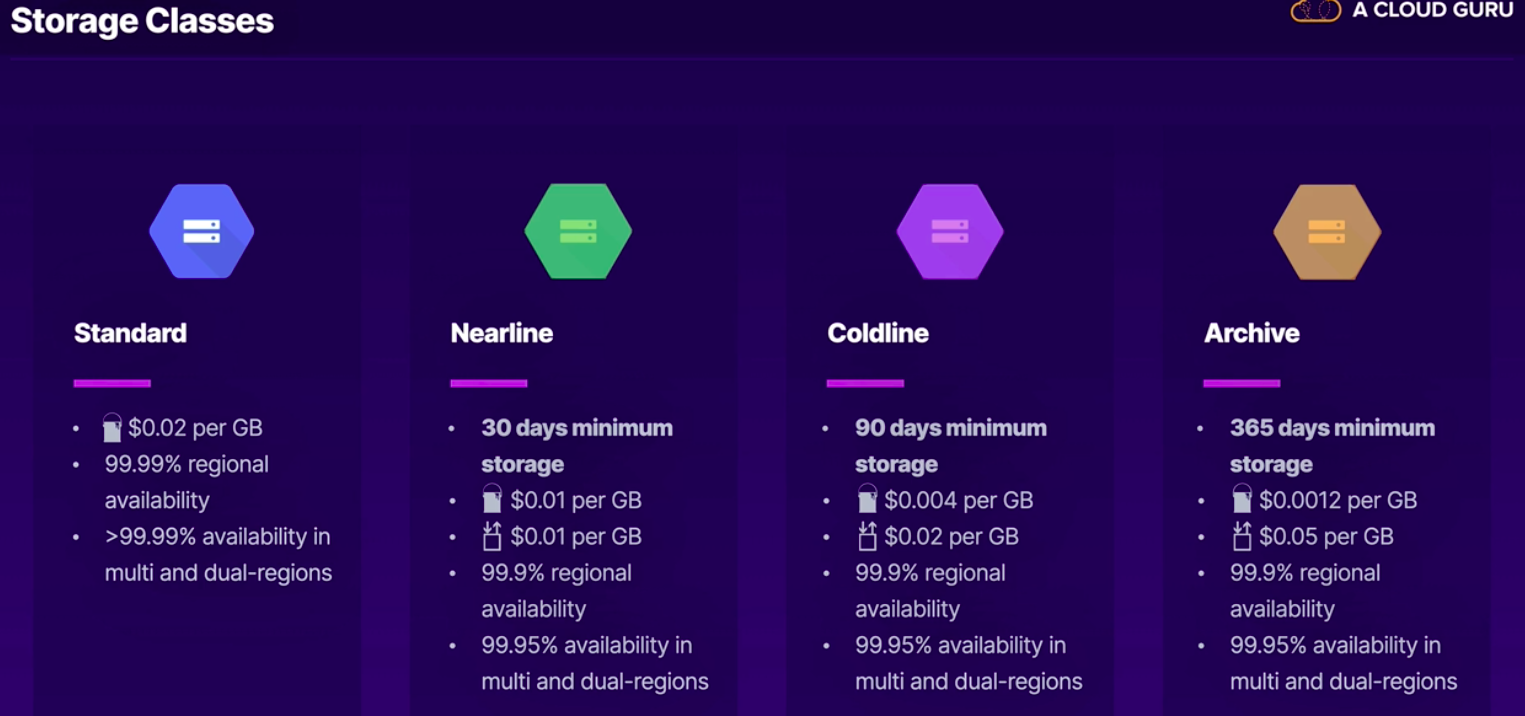 Storage Classes
A CLOUD GURU
Standard
• $0.02 per GB
• 99.99% regional
availability
• >99.99% availability in
multi and dual-regions
Nearline
• 30 days minimum
storage
• $0.01 per GB
• $0.01 per GB
• 99.9% regional
availability
• 99.95% availability in
multi and dual-regions
Coldline
• 90 days minimum
storage
• $0.004 per GB
• $0.02 per GB
• 99.9% regional
availability
• 99.95% availability in
multi and dual-regions
Archive
• 365 days minimum
storage
• $0.0012 per GB
• $0.05 per GB
• 99.9% regional
availability
• 99.95% availability in
multi and dual-regions